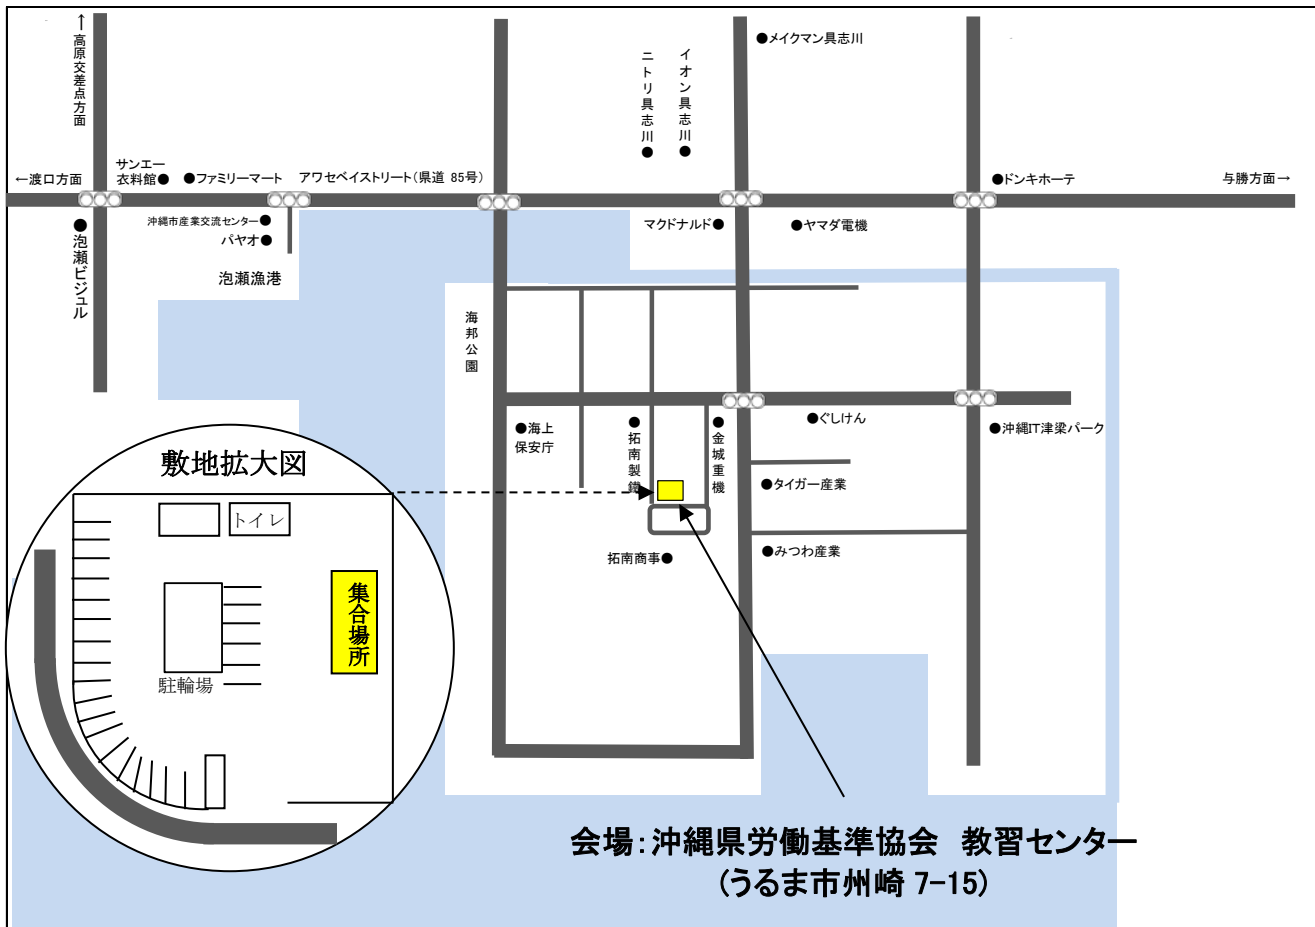 ↑高原交差点方面
ニトリ具志川●
イオン具志川●
●メイクマン具志川
←渡口方面
サンエー
衣料館●
●ファミリーマート
アワセベイストリート(県道 85号)
●ドンキホーテ
与勝方面→
沖縄市産業交流センター●
パヤオ●
●泡瀬ビジュル
泡瀬漁港
マクドナルド●
●ヤマダ電機
海邦公園
●海上
保安庁
●拓南製鐵
●金城重機
●ぐしけん
●沖縄IT津梁パーク
●タイガー産業
●みつわ産業
拓南商事●
敷地拡大図
トイレ
集合場所
駐輪場
会場:沖縄県労働基準協会 教習センター
(うるま市州崎 7-15)